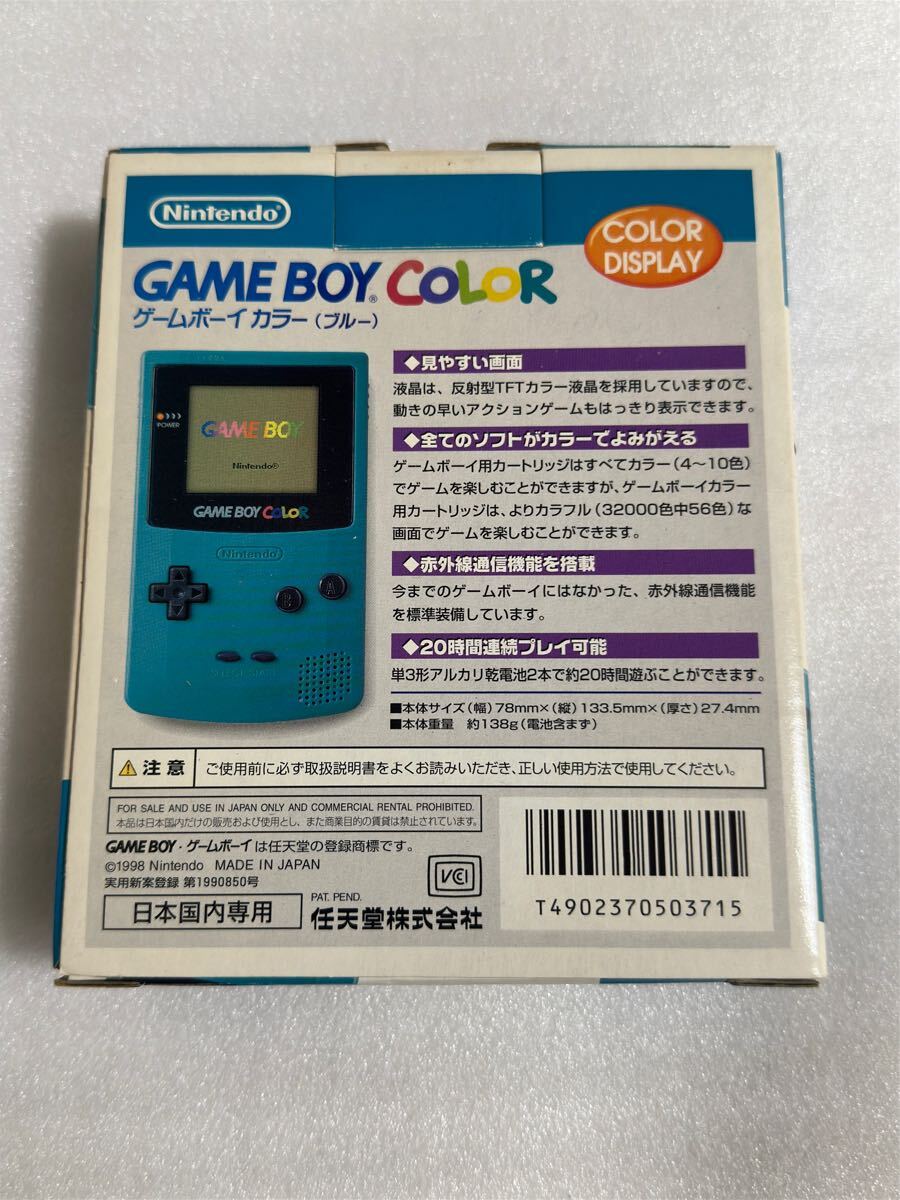 Nintendo
COLOR
DISPLAY
GAME BOY® COLOR
ゲームボーイ カラー（ブルー）
POWER
GAME BOY
Nintendo®
GAME BOY COLOR
Nintendo
B
A
SELECT START
◆見やすい画面
液晶は、反射型TFTカラー液晶を採用していますので、
動きの早いアクションゲームもはっきり表示できます。
◆全てのソフトがカラーでよみがえる
ゲームボーイ用カートリッジはすべてカラー（4〜10色）
でゲームを楽しむことができますが、ゲームボーイカラー
用カートリッジは、よりカラフル（32000色中56色）な
画面でゲームを楽しむことができます。
◆赤外線通信機能を搭載
今までのゲームボーイにはなかった、赤外線通信機能
を標準装備しています。
◆20時間連続プレイ可能
単3形アルカリ乾電池2本で約20時間遊ぶことができます。
■本体サイズ（幅）78mm×（縦）133.5mm×（厚さ）27.4mm
■本体重量 約138g（電池含まず）
注意 ご使用前に必ず取扱説明書をよくお読みいただき、正しい使用方法で使用してください。
FOR SALE AND USE IN JAPAN ONLY AND COMMERCIAL RENTAL PROHIBITED.
本品は日本国内だけの販売および使用とし、また商業目的の賃貸は禁止されています。
GAME BOY・ゲームボーイは任天堂の登録商標です。
©1998 Nintendo MADE IN JAPAN
実用新案登録 第1990850号
VCI
PAT. PEND.
日本国内専用
任天堂株式会社
T4902370503715